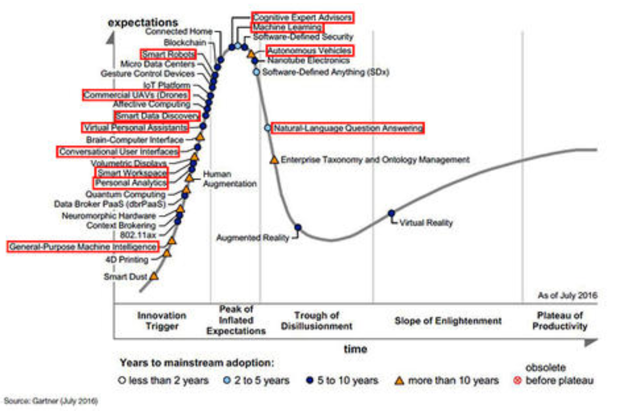 expectations
Cognitive Expert Advisors
Connected Home
Machine Learning
Blockchain
Software-Defined Security
Smart Robots
Autonomous Vehicles
Micro Data Centers
Nanotube Electronics
Gesture Control Devices
Software-Defined Anything (SDx)
IoT Platform
Commercial UAVs (Drones
Affective Computing
Smart Data Discovery
Virtual Personal Assistants
Natural-Language Question Answering
Brain-Computer Interface
Conversational User Interfaces
Volumetric Displays
Enterprise Taxonomy and Ontology Management
Smart Workspace
Personal Analytics
Human
Augmentation
Quantum Computing
Data Broker PaaS (dbrPaaS)
Neuromorphic Hardware
Context Brokering
Virtual Reality
802.11ax
Augmented Reality
General-Purpose Machine Intelligence
4D Printing
Smart Dust
As of July 2016
Innovation
Trigger
Peak of
Inflated
Expectations
Trough of
Disillusionment
Slope of Enlightenment
Plateau of
Productivity
time
Years to mainstream adoption:
less than 2 years
2 to 5 years
5 to 10 years
more than 10 years
obsolete
before plateau
Source: Gartner (July 2016)